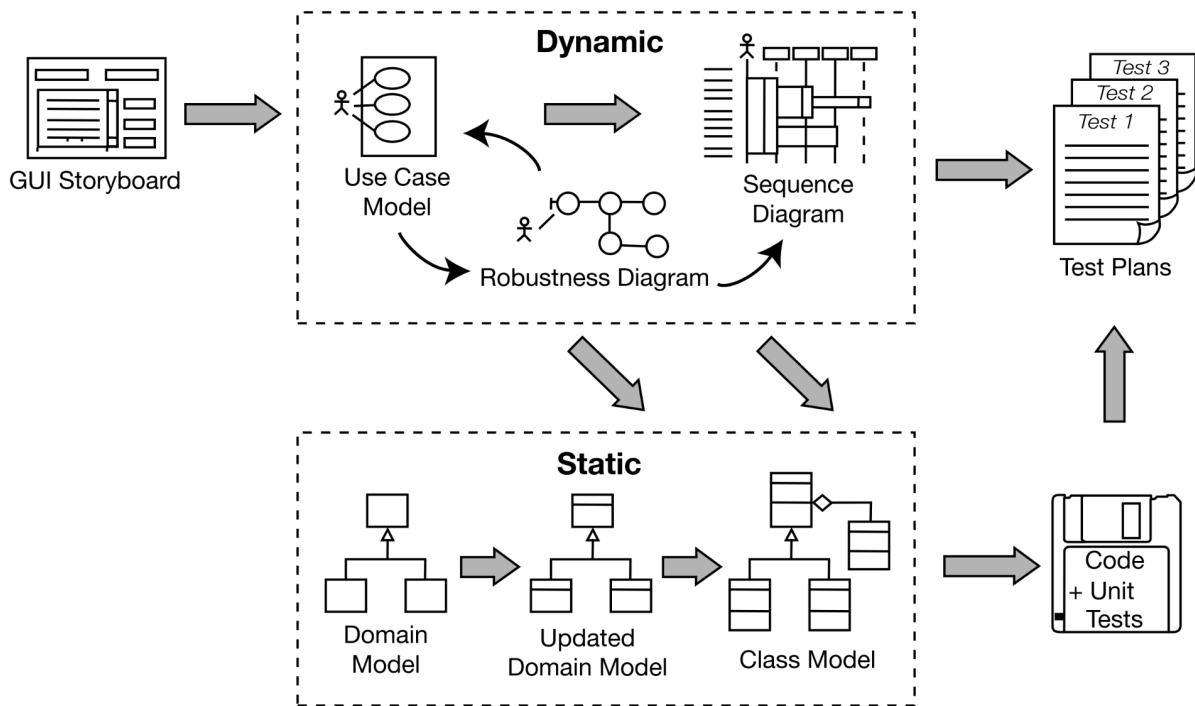 Dynamic
GUI Storyboard
Use Case
Model
Robustness Diagram
Sequence
Diagram
Test 3
Test 2
Test 1
Test Plans
Static
Domain
Model
Updated
Domain Model
Class Model
Code
+ Unit
Tests